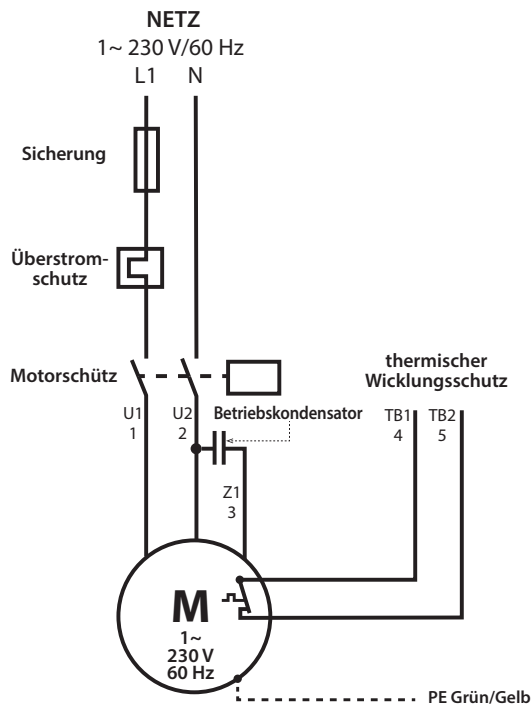 NETZ
1~ 230 V/60 Hz
L1 N
Sicherung
Überstrom-
schutz
Motorschütz
thermischer
Wicklungsschutz
U1 U2 Betriebskondensator
1 2
TB1 TB2
4 5
Z1
3
M
1~
230 V
60 Hz
PE Grün/Gelb